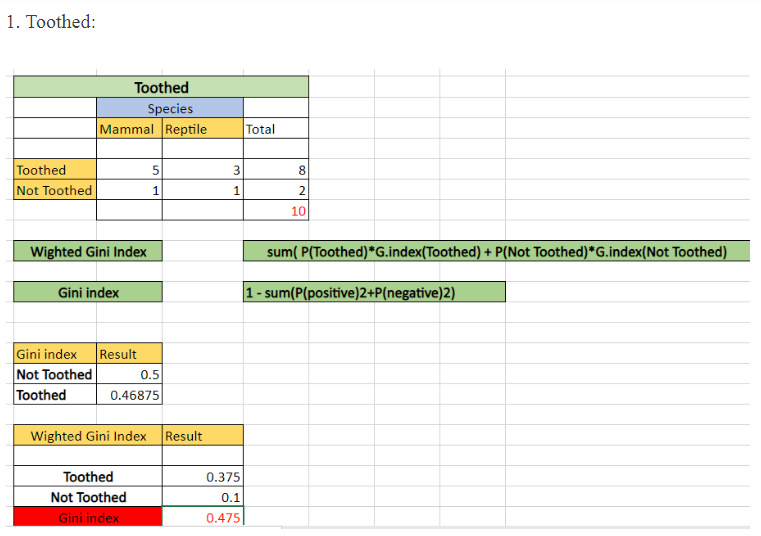 1. Toothed:
Toothed
Species
Mammal Reptile Total
Toothed 5 3 8
Not Toothed 1 1 2
10
Wighted Gini Index sum( P(Toothed)*G.index(Toothed) + P(Not Toothed)*G.index(Not Toothed)
Gini index 1 - sum(P(positive)2+P(negative)2)
Gini index Result
Not Toothed 0.5
Toothed 0.46875
Wighted Gini Index Result
Toothed 0.375
Not Toothed 0.1
Gini index 0.475